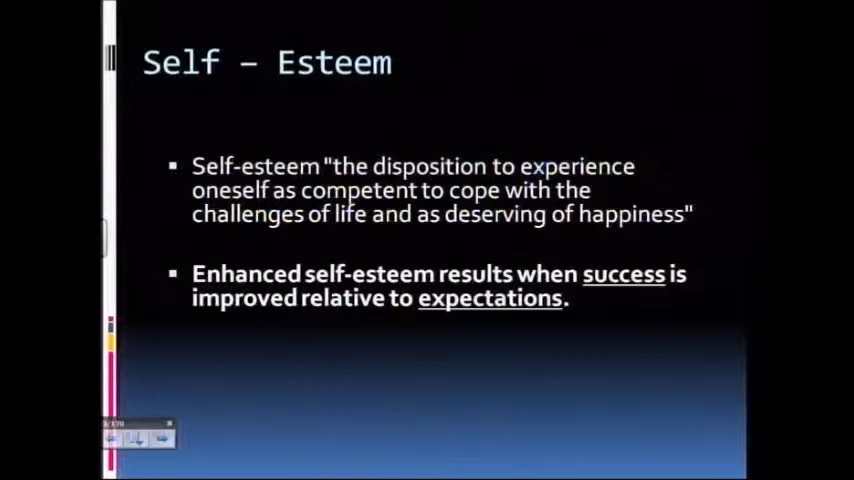 Self – Esteem
▪ Self-esteem "the disposition to experience
oneself as competent to cope with the
challenges of life and as deserving of happiness"
▪ Enhanced self-esteem results when success is
improved relative to expectations.